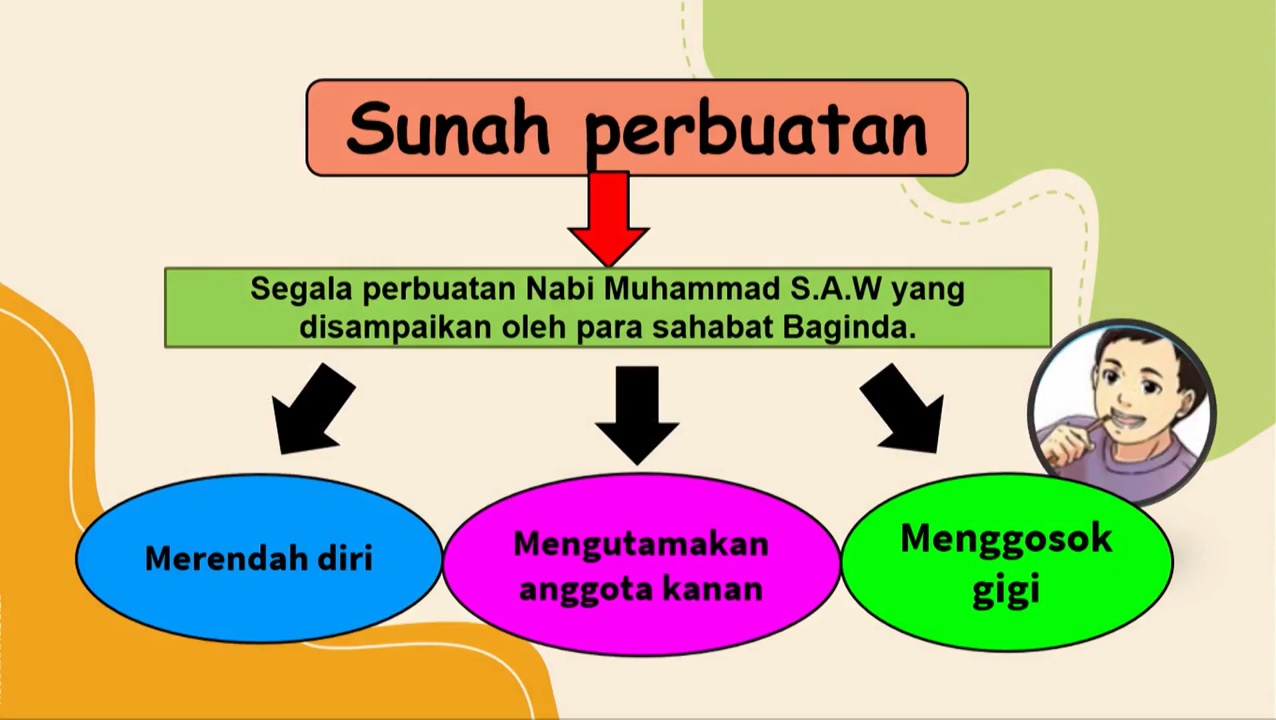 Sunah perbuatan
Segala perbuatan Nabi Muhammad S.A.W yang
disampaikan oleh para sahabat Baginda.
Merendah diri
Mengutamakan
anggota kanan
Menggosok
gigi